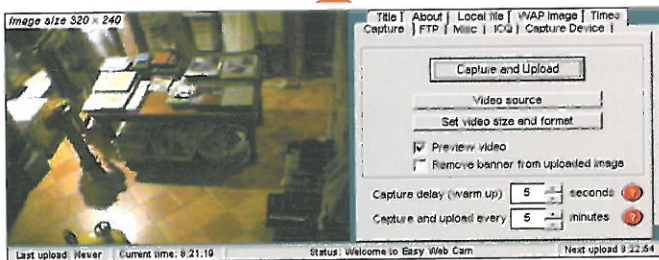 Image size 320 x 240
Title About Local file WAP Image Times
Capture FTP Misc ICQ Capture Device
Capture and Upload
Video source
Set video size and format
Preview video
Remove banner from uploaded image
Capture delay (warm up) 5 seconds ?
Capture and upload every 5 minutes ?
Last upload: Never Current time: 8:21:19 Status: Welcome to Easy Web Cam Next upload 8:22:54